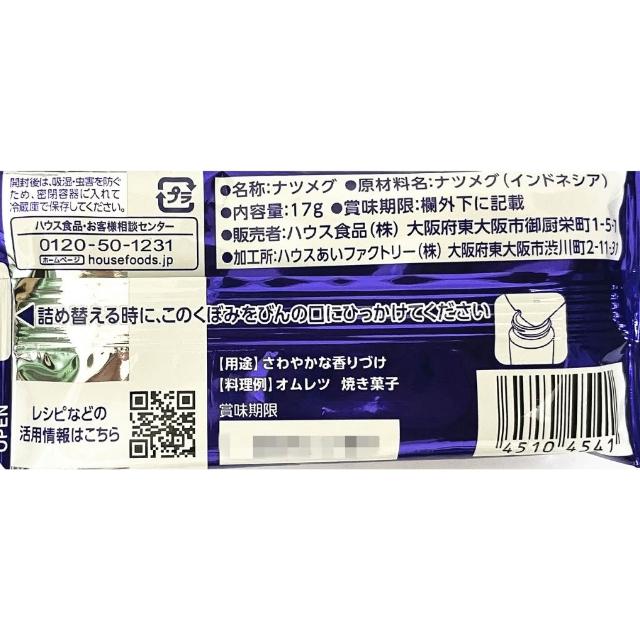 開封後は、吸湿・虫害を防ぐ
ため、密閉容器に入れて
冷蔵庫で保存してください。
プラ
ハウス食品・お客様相談センター
0120-50-1231
ホームページ housefoods.jp
●名称:ナツメグ ●原材料名:ナツメグ(インドネシア)
●内容量:17g ●賞味期限:欄外下に記載
●販売者:ハウス食品(株) 大阪府東大阪市御厨栄町1-5-7
●加工所:ハウスあいファクトリー(株) 大阪府東大阪市渋川町2-11-31
◀詰め替える時に、このくぼみをびんの口にひっかけてください
【用途】さわやかな香りづけ
【料理例】オムレツ 焼き菓子
賞味期限
OPEN
レシピなどの
活用情報はこちら
4510 4541